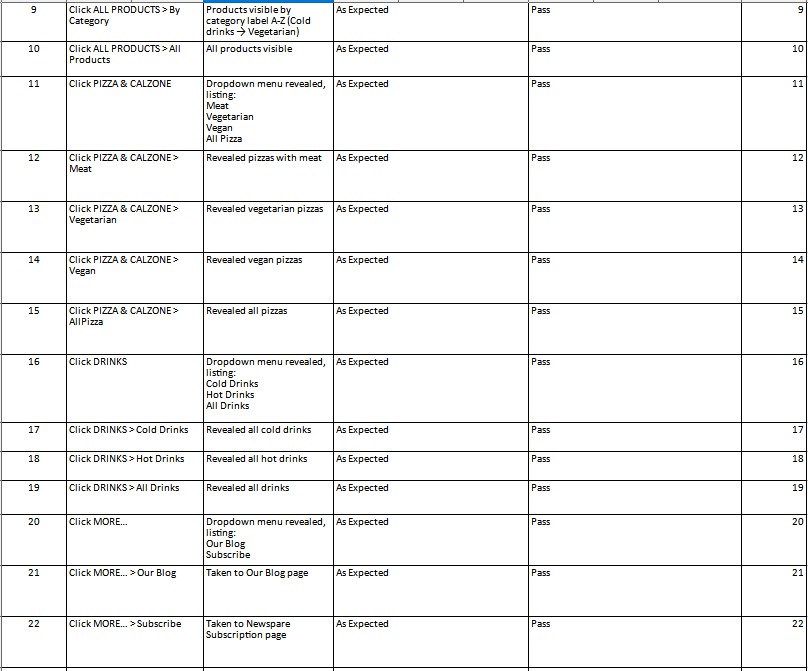 9 Click ALL PRODUCTS > By Products visible by As Expected Pass 9
Category category label A-Z (Cold
drinks → Vegetarian)
10 Click ALL PRODUCTS > All All products visible As Expected Pass 10
Products
11 Click PIZZA & CALZONE Dropdown menu revealed, As Expected Pass 11
listing:
Meat
Vegetarian
Vegan
All Pizza
12 Click PIZZA & CALZONE > Revealed pizzas with meat As Expected Pass 12
Meat
13 Click PIZZA & CALZONE > Revealed vegetarian pizzas As Expected Pass 13
Vegetarian
14 Click PIZZA & CALZONE > Revealed vegan pizzas As Expected Pass 14
Vegan
15 Click PIZZA & CALZONE > Revealed all pizzas As Expected Pass 15
AllPizza
16 Click DRINKS Dropdown menu revealed, As Expected Pass 16
listing:
Cold Drinks
Hot Drinks
All Drinks
17 Click DRINKS > Cold Drinks Revealed all cold drinks As Expected Pass 17
18 Click DRINKS > Hot Drinks Revealed all hot drinks As Expected Pass 18
19 Click DRINKS > All Drinks Revealed all drinks As Expected Pass 19
20 Click MORE... Dropdown menu revealed, As Expected Pass 20
listing:
Our Blog
Subscribe
21 Click MORE... > Our Blog Taken to Our Blog page As Expected Pass 21
22 Click MORE... > Subscribe Taken to Newspare As Expected Pass 22
Subscription page